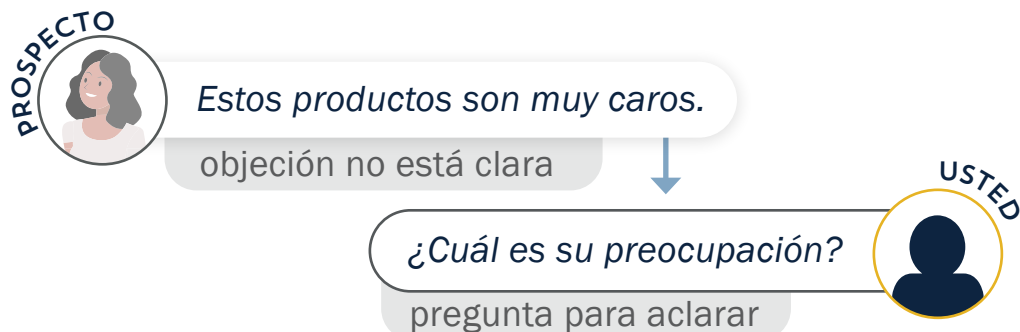 PROSPECTO
Estos productos son muy caros.
objeción no está clara
USTED
¿Cuál es su preocupación?
pregunta para aclarar